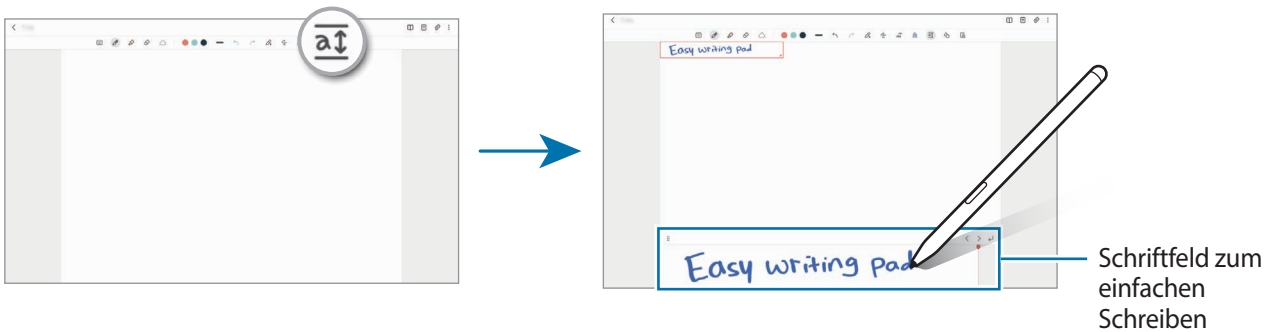 a
Easy writing pad
Easy writing pad
Schriftfeld zum
einfachen
Schreiben